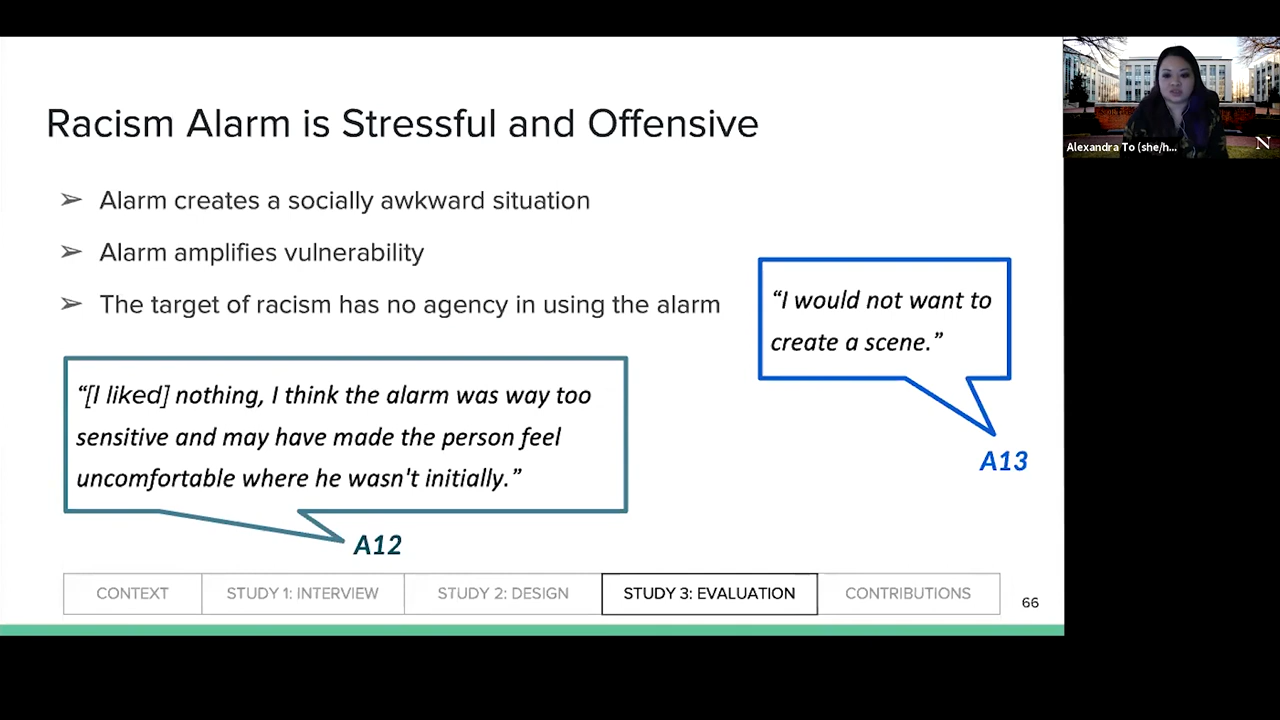 Racism Alarm is Stressful and Offensive
➢ Alarm creates a socially awkward situation
➢ Alarm amplifies vulnerability
➢ The target of racism has no agency in using the alarm
“I would not want to
create a scene.”
A13
“[I liked] nothing, I think the alarm was way too
sensitive and may have made the person feel
uncomfortable where he wasn't initially.”
A12
CONTEXT
STUDY 1: INTERVIEW
STUDY 2: DESIGN
STUDY 3: EVALUATION
CONTRIBUTIONS
66
Alexandra To (she/h...
N